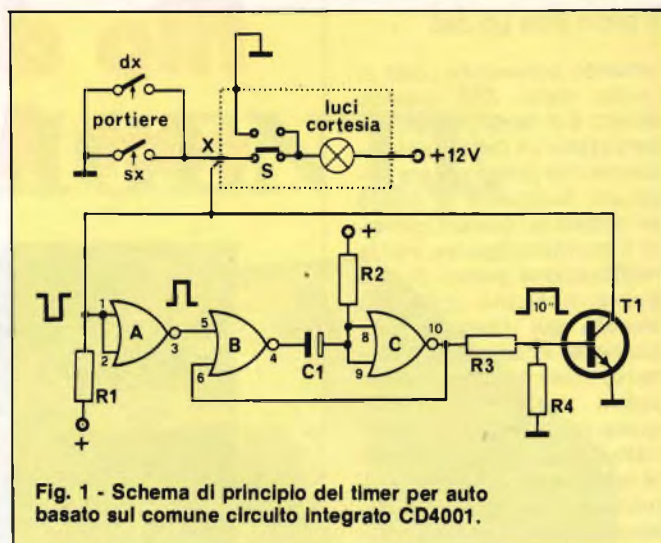 dx
portiere
sx
X
S
luci
cortesia
+12V
+
R2
1
2
A
3
5
6
B
4
C1
8
9
C
10
R3
10"
T1
R1
+
R4
Fig. 1 - Schema di principio del timer per auto
basato sul comune circuito integrato CD4001.